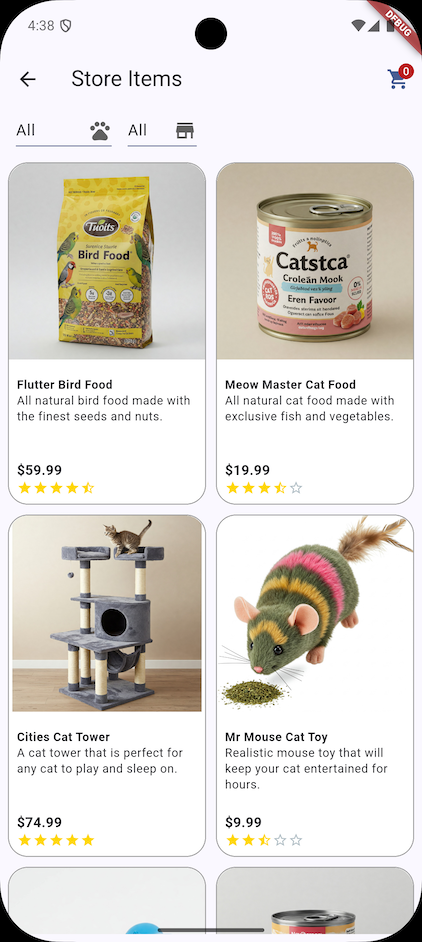 4:38
DEBUG
Store Items
0
All
All
Tuoits
Bird Food
Catstca
Croleăn Mook
Eren Favoor
0%
Flutter Bird Food
All natural bird food made with
the finest seeds and nuts.
$59.99
Meow Master Cat Food
All natural cat food made with
exclusive fish and vegetables.
$19.99
Cities Cat Tower
A cat tower that is perfect for
any cat to play and sleep on.
$74.99
Mr Mouse Cat Toy
Realistic mouse toy that will
keep your cat entertained for
hours.
$9.99